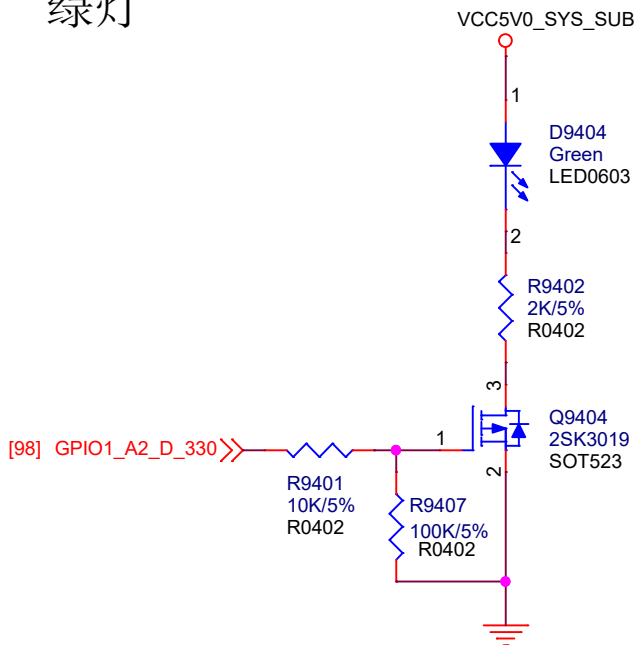 绿灯
VCC5V0_SYS_SUB
1
D9404
Green
LED0603
2
R9402
2K/5%
R0402
3
[98] GPIO1_A2_D_330
1
Q9404
2SK3019
SOT523
2
R9401
10K/5%
R0402
R9407
100K/5%
R0402